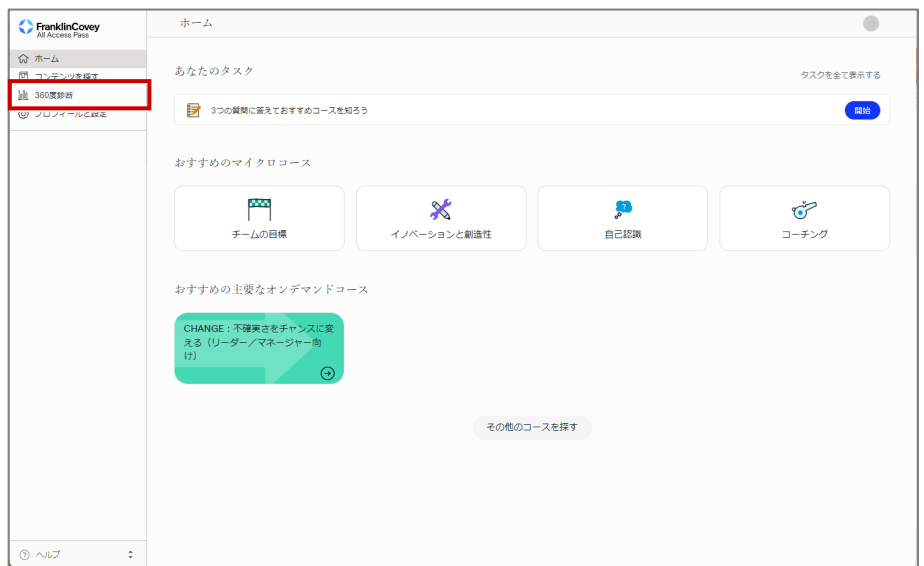 FranklinCovey
All Access Pass
ホーム
ホーム
コンテンツを探す
360度診断
プロフィールと設定
あなたのタスク
タスクを全て表示する
3つの質問に答えておすすめコースを知ろう
開始
おすすめのマイクロコース
チームの目標
イノベーションと創造性
自己認識
コーチング
おすすめの主要なオンデマンドコース
CHANGE：不確実さをチャンスに変
える（リーダー／マネージャー向
け）
その他のコースを探す
ヘルプ